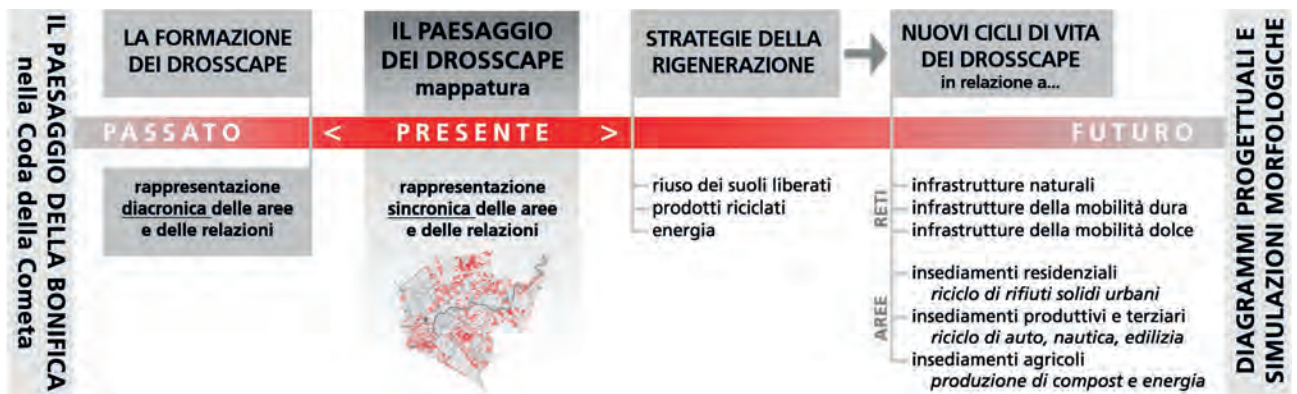 IL PAESAGGIO DELLA BONIFICA
nella Coda della Cometa
LA FORMAZIONE
DEI DROSSCAPE
IL PAESAGGIO
DEI DROSSCAPE
mappatura
STRATEGIE DELLA
RIGENERAZIONE
NUOVI CICLI DI VITA
DEI DROSSCAPE
in relazione a...
PASSATO < PRESENTE > FUTURO
rappresentazione
diacronica delle aree
e delle relazioni
rappresentazione
sincronica delle aree
e delle relazioni
riuso dei suoli liberati
prodotti riciclati
energia
RETI
infrastrutture naturali
infrastrutture della mobilità dura
infrastrutture della mobilità dolce
AREE
insediamenti residenziali
riciclo di rifiuti solidi urbani
insediamenti produttivi e terziari
riciclo di auto, nautica, edilizia
insediamenti agricoli
produzione di compost e energia
DIAGRAMMI PROGETTUALI E
SIMULAZIONI MORFOLOGICHE